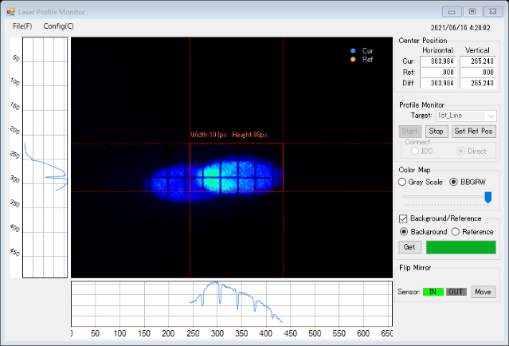 Laser Profile Monitor
File(F) Config(C)
2021/06/16 4:20:02
Cur
Ref
Width:191px Height:98px
50
100
150
200
250
300
350
400
450
0 50 100 150 200 250 300 350 400 450 500 550 600 650
Center Position
Horizontal Vertical
Cur: 303.984 265.243
Ref: .000 .000
Diff: 303.984 265.243
Profile Monitor
Target: 1st_Line
Start Stop Set Ref Pos
Connect
IOC Direct
Color Map
Gray Scale BBGRW
Background/Reference
Background Reference
Get
Flip Mirror
Sensor: IN OUT Move